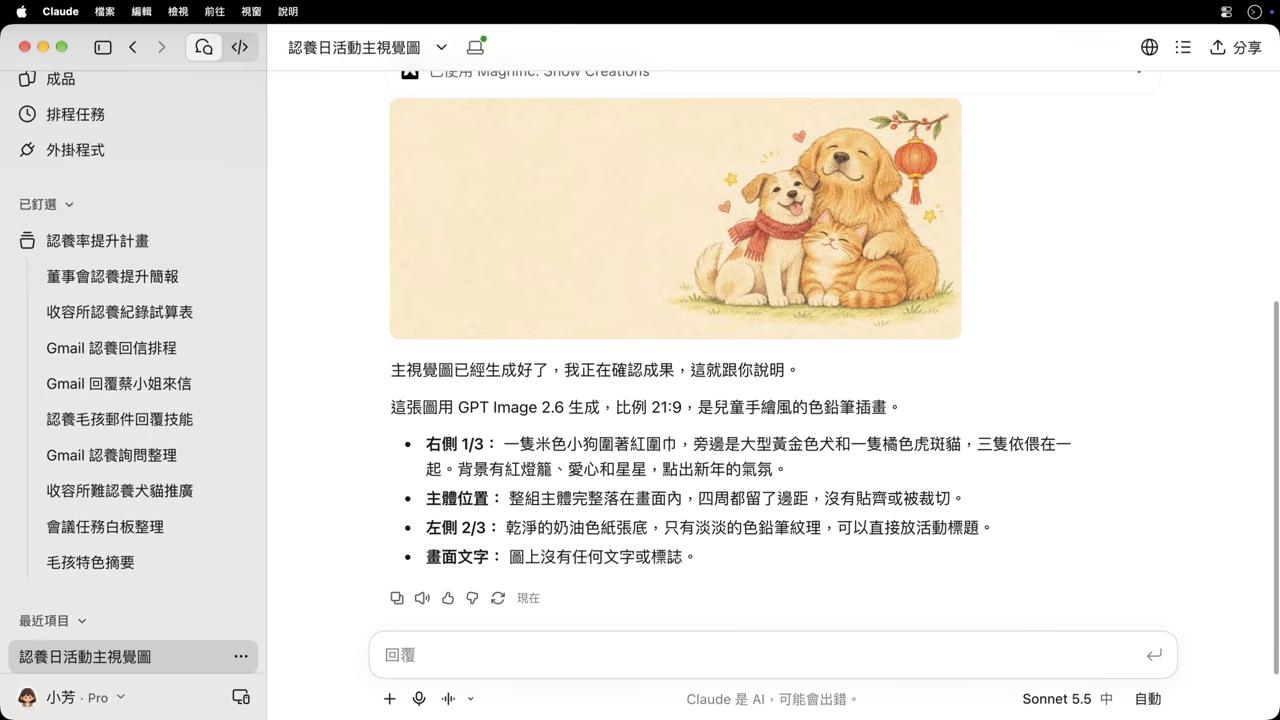 Claude 檔案 編輯 檢視 前往 視窗 說明
認養日活動主視覺圖
分享
成品
排程任務
外掛程式
已釘選
認養率提升計畫
董事會認養提升簡報
收容所認養紀錄試算表
Gmail 認養回信排程
Gmail 回覆蔡小姐來信
認養毛孩郵件回覆技能
Gmail 認養詢問整理
收容所難認養犬貓推廣
會議任務白板整理
毛孩特色摘要
最近項目
認養日活動主視覺圖
小芳 · Pro
已使用 Magnific: Show Creations
主視覺圖已經生成好了，我正在確認成果，這就跟你說明。
這張圖用 GPT Image 2.6 生成，比例 21:9，是兒童手繪風的色鉛筆插畫。
• 右側 1/3： 一隻米色小狗圍著紅圍巾，旁邊是大型黃金色犬和一隻橘色虎斑貓，三隻依偎在一
起。背景有紅燈籠、愛心和星星，點出新年的氣氛。
• 主體位置： 整組主體完整落在畫面內，四周都留了邊距，沒有貼齊或被裁切。
• 左側 2/3： 乾淨的奶油色紙張底，只有淡淡的色鉛筆紋理，可以直接放活動標題。
• 畫面文字： 圖上沒有任何文字或標誌。
現在
回覆
Claude 是 AI，可能會出錯。
Sonnet 5.5 中 自動